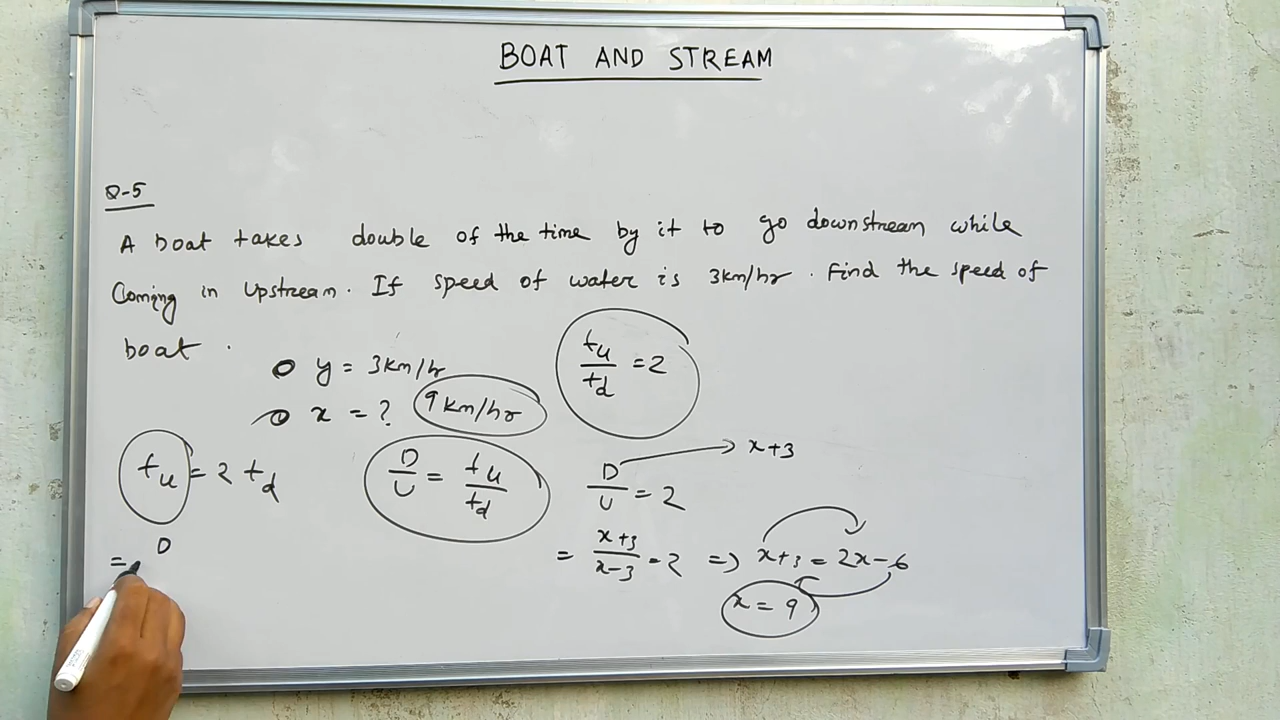 BOAT AND STREAM
Q-5
A boat takes double of the time by it to go downstream while
Coming in Upstream. If speed of water is 3km/hr. Find the speed of
boat.
y = 3km/hr
x = ? 9 km/hr
tu/td = 2
tu = 2 td
D/U = tu/td
D/U = 2 → x+3
= x+3/x-3 = 2 => x+3 = 2x-6
x = 9
= D